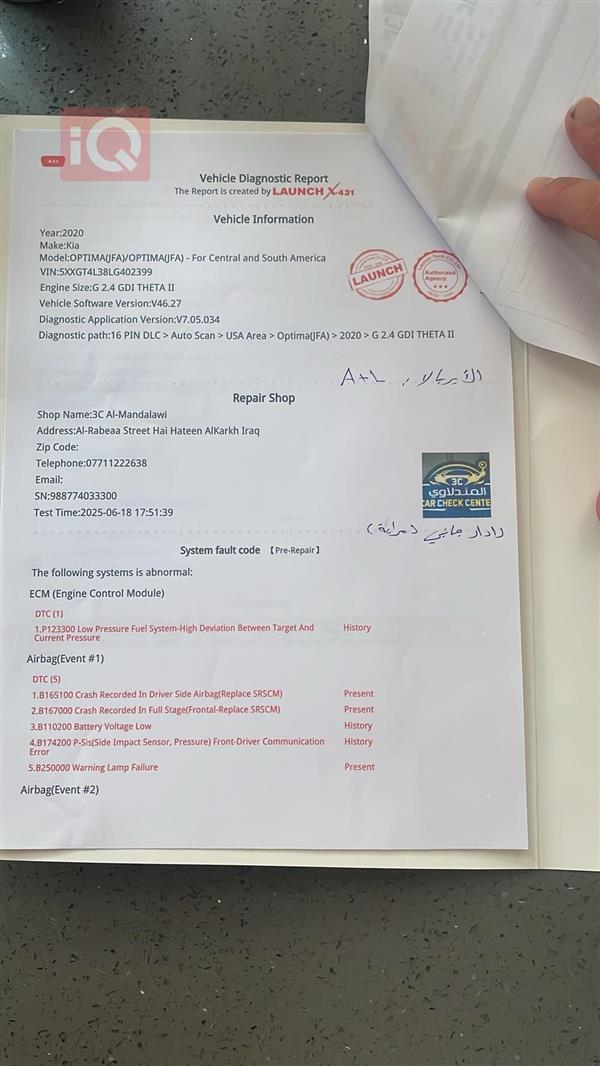 iQ
431
Vehicle Diagnostic Report
The Report is created by LAUNCH X-431
Vehicle Information
Year:2020
Make:Kia
Model:OPTIMA(JFA)/OPTIMA(JFA) - For Central and South America
VIN:5XXGT4L38LG402399
Engine Size:G 2.4 GDI THETA II
Vehicle Software Version:V46.27
Diagnostic Application Version:V7.05.034
Diagnostic path:16 PIN DLC > Auto Scan > USA Area > Optima(JFA) > 2020 > G 2.4 GDI THETA II
LAUNCH
Authorized
Agency
A+L
Repair Shop
Shop Name:3C Al-Mandalawi
Address:Al-Rabeaa Street Hai Hateen AlKarkh Iraq
Zip Code:
Telephone:07711222638
Email:
SN:988774033300
Test Time:2025-06-18 17:51:39
3C
المندلاوي
CAR CHECK CENTE
رادار جانبي (مراية)
System fault code 【Pre-Repair】
The following systems is abnormal:
ECM (Engine Control Module)
DTC (1)
1.P123300 Low Pressure Fuel System-High Deviation Between Target And Current Pressure History
Airbag(Event #1)
DTC (5)
1.B165100 Crash Recorded In Driver Side Airbag(Replace SRSCM) Present
2.B167000 Crash Recorded In Full Stage(Frontal-Replace SRSCM) Present
3.B110200 Battery Voltage Low History
4.B174200 P-Sis(Side Impact Sensor, Pressure) Front-Driver Communication Error History
5.B250000 Warning Lamp Failure Present
Airbag(Event #2)